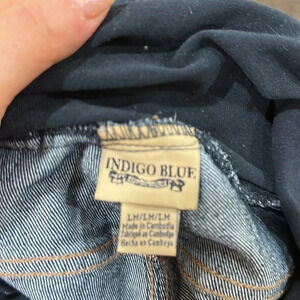 INDIGO BLUE
LM/LM/LM
Made in Cambodia
Fabriqué au Cambodge
Hecho en Camboya